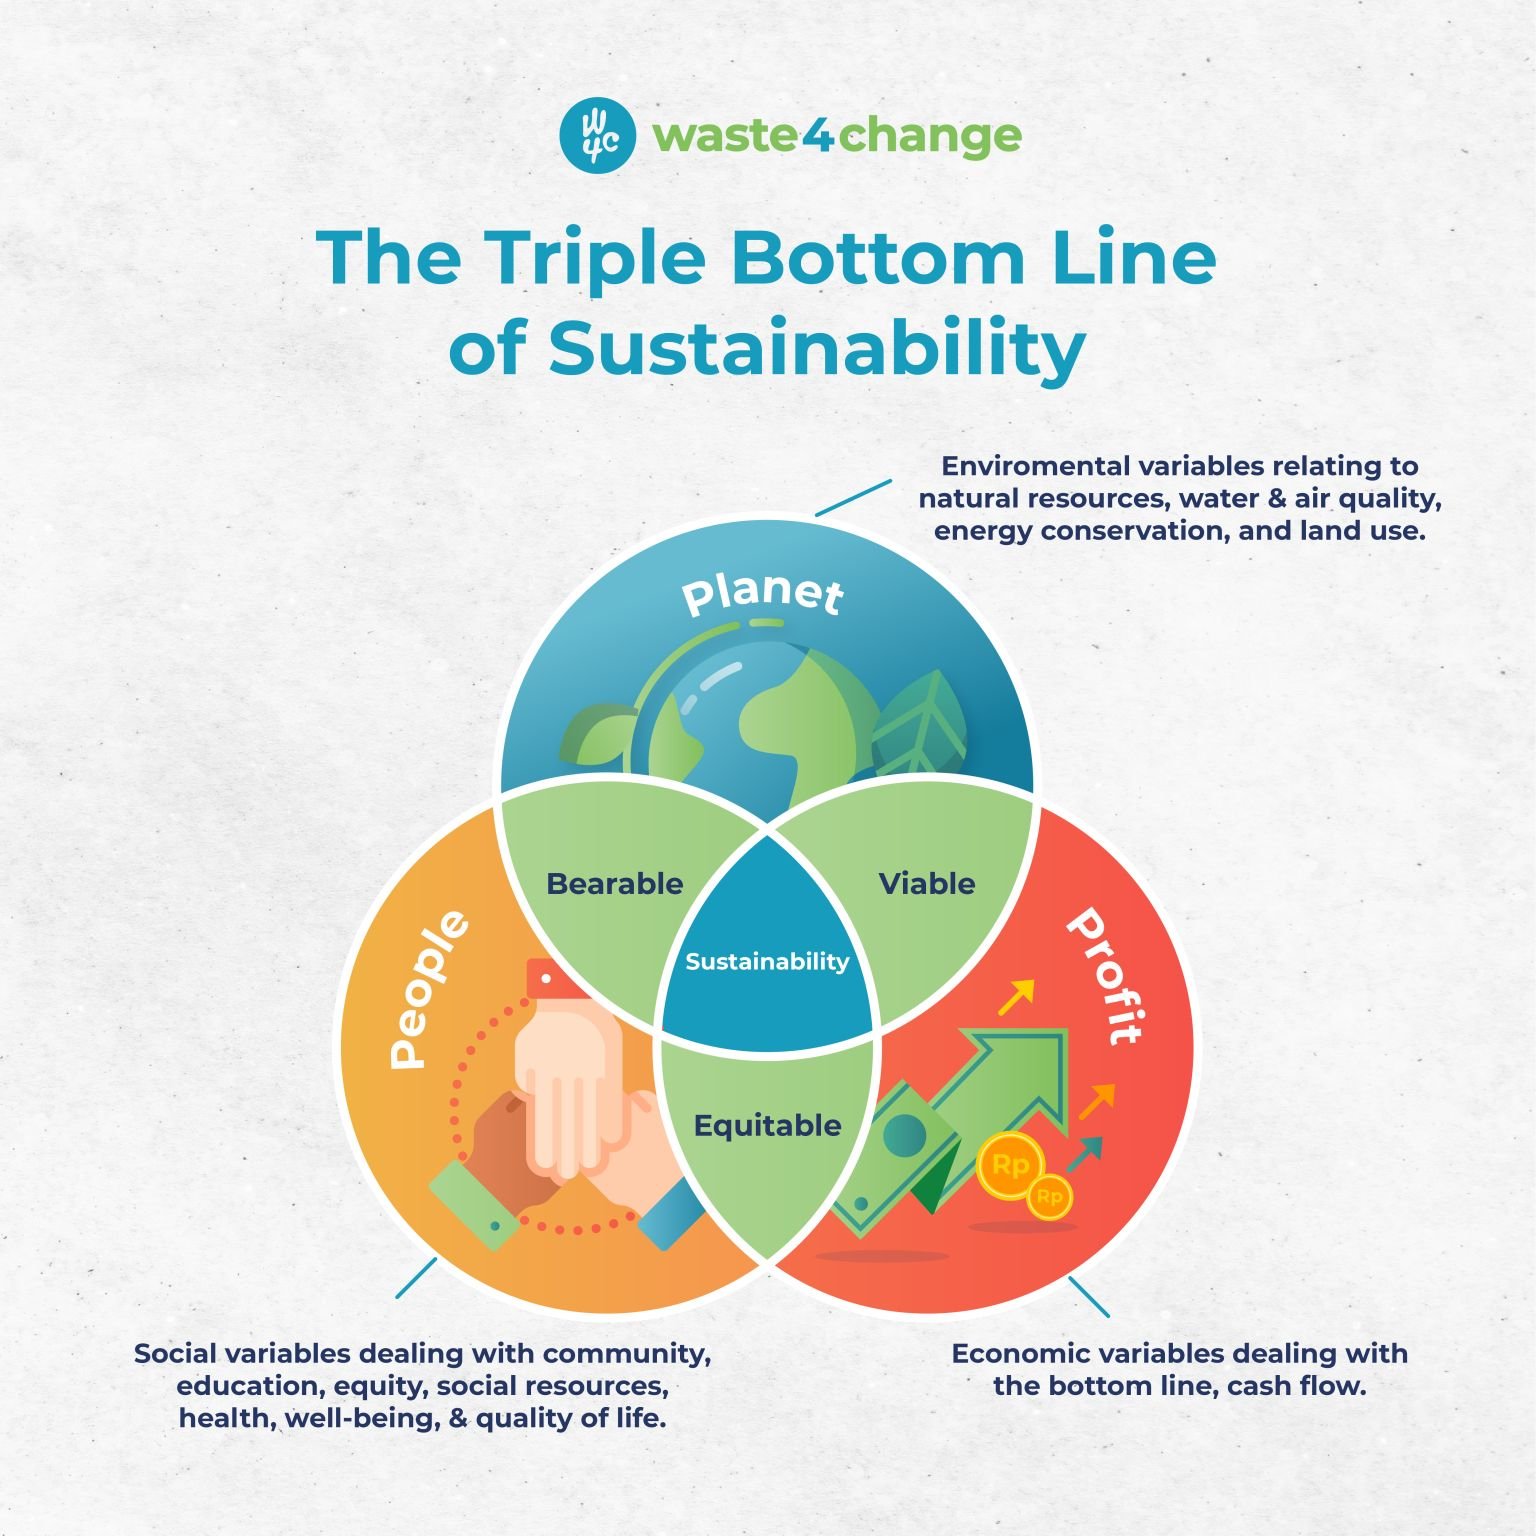 W4C
waste4change
The Triple Bottom Line
of Sustainability
Enviromental variables relating to
natural resources, water & air quality,
energy conservation, and land use.
Planet
Bearable
Viable
People
Profit
Sustainability
Equitable
Rp
Rp
Social variables dealing with community,
education, equity, social resources,
health, well-being, & quality of life.
Economic variables dealing with
the bottom line, cash flow.